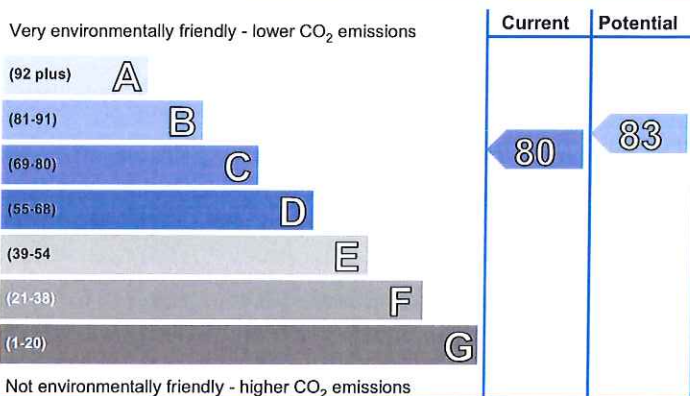 Very environmentally friendly - lower CO2 emissions
Current
Potential
(92 plus) A
(81-91) B
(69-80) C
(55-68) D
(39-54 E
(21-38) F
(1-20) G
80
83
Not environmentally friendly - higher CO2 emissions